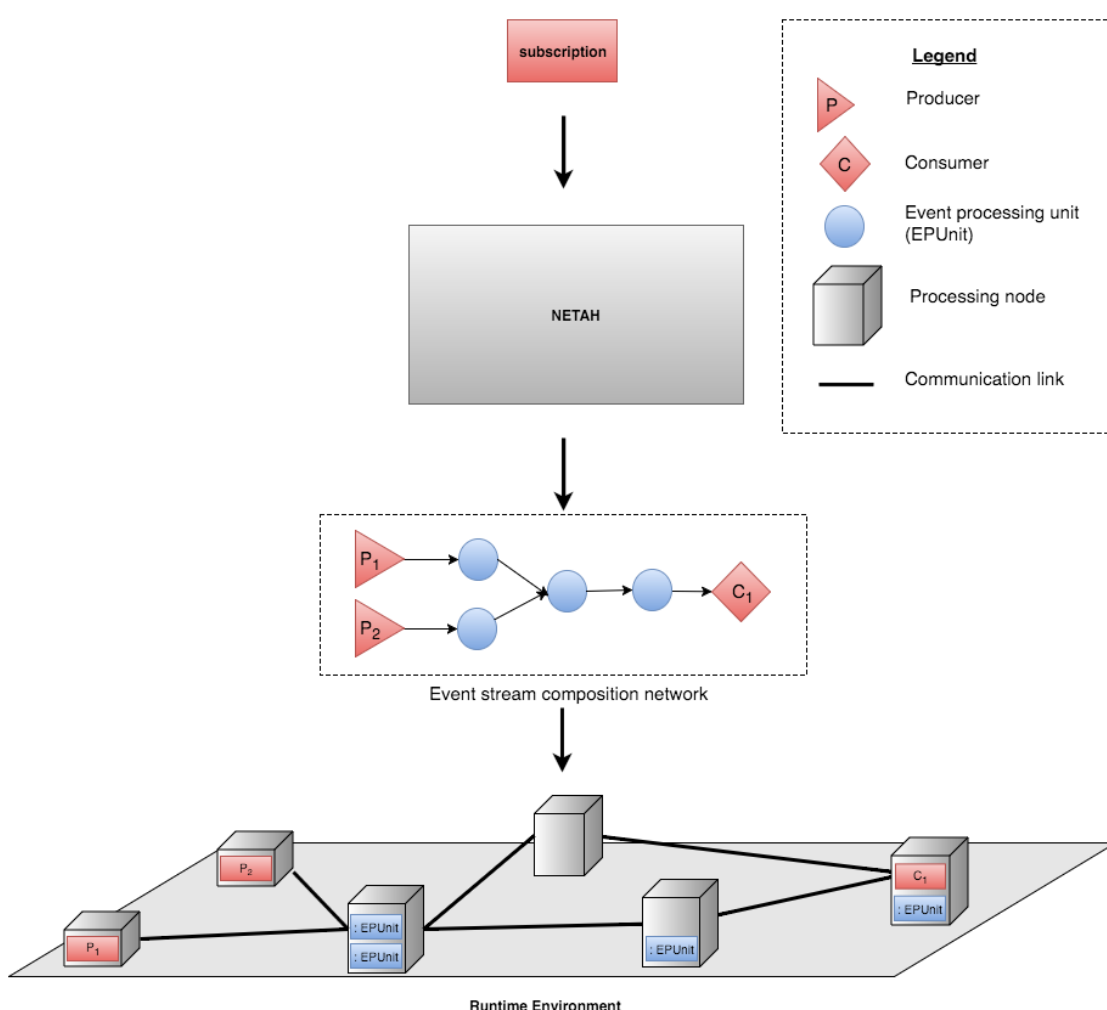 subscription
Legend
P
Producer
C
Consumer
Event processing unit
(EPUnit)
Processing node
Communication link
NETAH
P1
P2
C1
Event stream composition network
P2
P1
: EPUnit
: EPUnit
: EPUnit
C1
: EPUnit
Runtime Environment